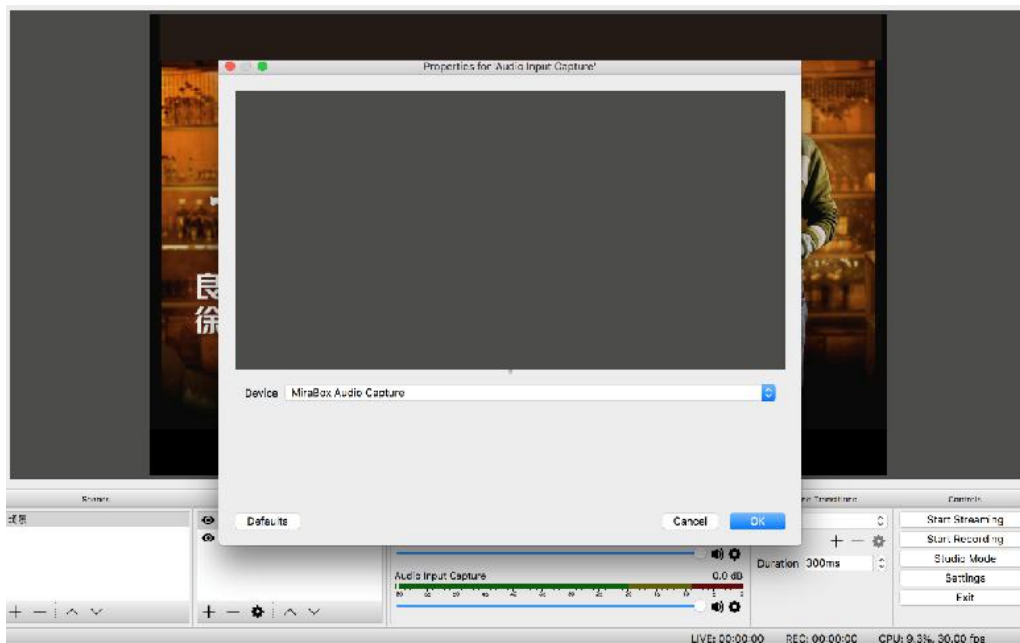 Properties for 'Audio Input Capture'
良
徐
Device MiraBox Audio Capture
Defaults Cancel OK
Scenes
Controls
场景
Start Streaming
Start Recording
Duration 300ms
Studio Mode
Audio Input Capture 0.0 dB
Settings
Exit
LIVE: 00:00:00 REC: 00:00:00 CPU: 9.3%, 30.00 fps